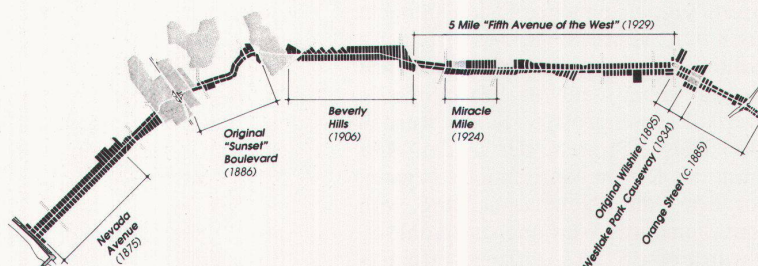 5 Mile "Fifth Avenue of the West" (1929)
Original
"Sunset"
Boulevard
(1886)
Beverly
Hills
(1906)
Miracle
Mile
(1924)
Nevada
Avenue
(1875)
Original Wilshire (1895)
Westlake Park Causeway (1934)
Orange Street (c. 1885)